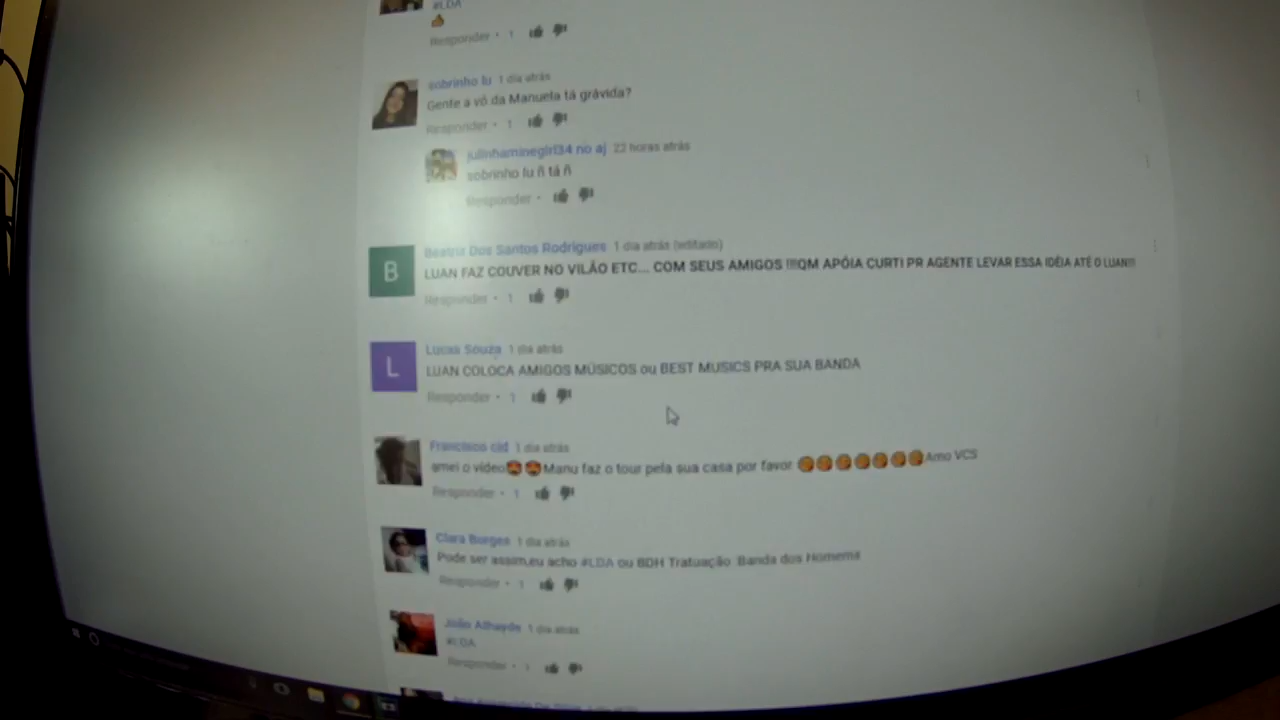 #LDA
Responder • 1
sobrinho lu 1 dia atrás
Gente a vó da Manuela tá grávida?
Responder • 1
julinhaminegirl34 no aj 22 horas atrás
sobrinho lu ñ tá ñ
Responder •
B
Beatriz Dos Santos Rodrigues 1 dia atrás (editado)
LUAN FAZ COUVER NO VILÃO ETC... COM SEUS AMIGOS !!!!QM APÓIA CURTI PR AGENTE LEVAR ESSA IDÉIA ATÉ O LUAN!!!
Responder • 1
L
Lucas Souza 1 dia atrás
LUAN COLOCA AMIGOS MÚSICOS ou BEST MUSICS PRA SUA BANDA
Responder • 1
Francisco cid 1 dia atrás
amei o vídeo😍😍Manu faz o tour pela sua casa por favor 😘😘😘😘😘😘😘Amo VCS
Responder • 1
Clara Borges 1 dia atrás
Pode ser assim,eu acho #LDA ou BDH Tratuação :Banda dos Homema
Responder • 1
João Athayde 1 dia atrás
#LDA
Responder • 1